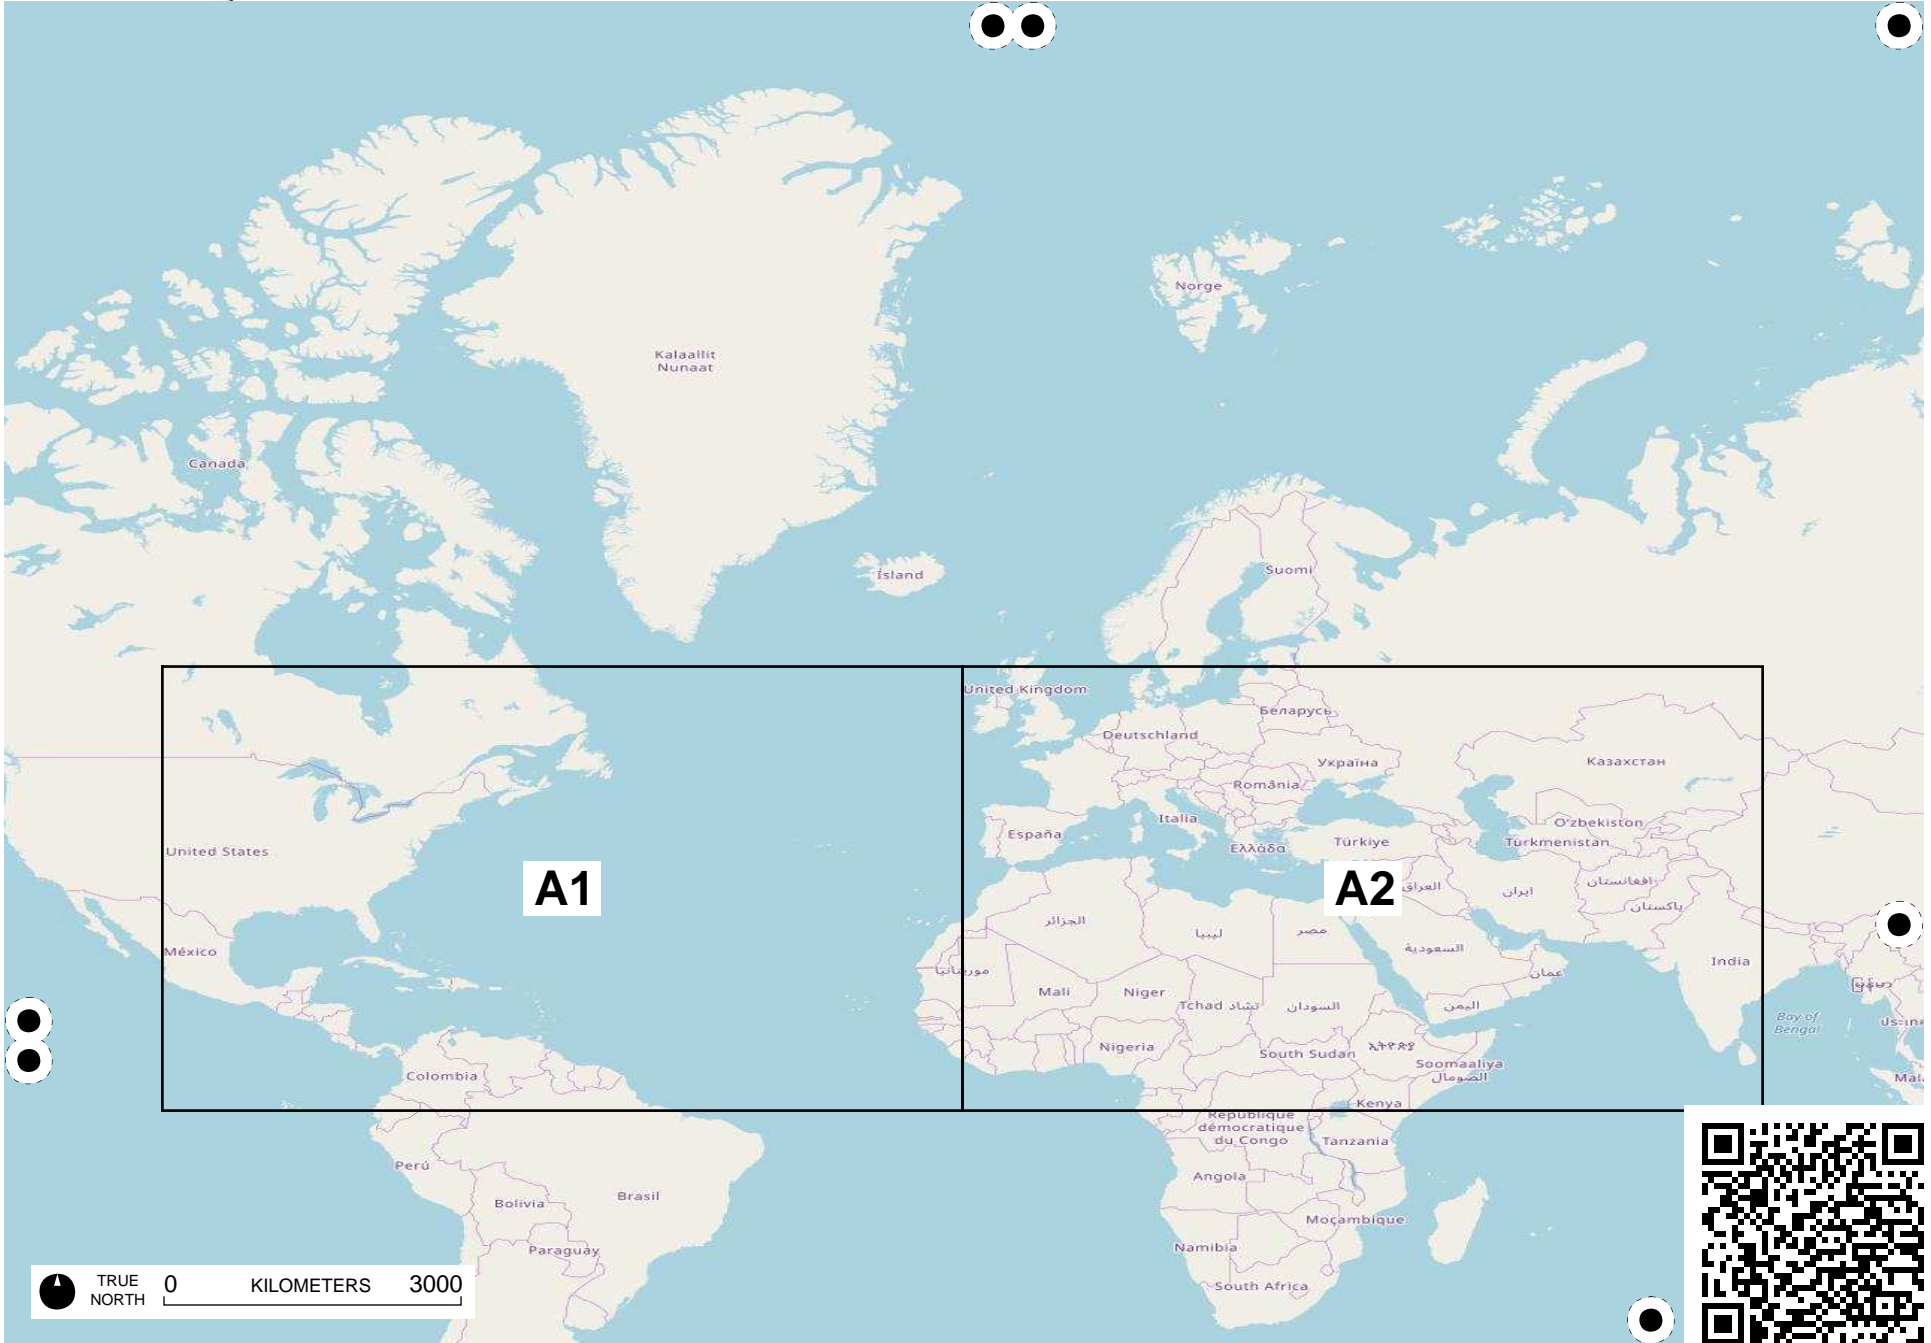 Norge
Kalaallit
Nunaat
Canada
Ísland
Suomi
United Kingdom
Беларусь
Deutschland
Україна
Казахстан
România
Italia
O'zbekiston
España
Türkiye
Türkmenistan
Ελλάδα
United States
A1
A2
العراق
ایران
افغانستان
پاکستان
الجزائر
ليبيا
مصر
السعودية
México
موريتانيا
عمان
India
Mali
Niger
Tchad تشاد
السودان
اليمن
Bay of
Bengal
Nigeria
South Sudan
ኢትዮጵያ
Soomaaliya
الصومال
Colombia
Kenya
République
démocratique
du Congo
Tanzania
Perú
Angola
Bolivia
Brasil
Moçambique
Paraguay
Namibia
South Africa
TRUE
NORTH
0 KILOMETERS 3000